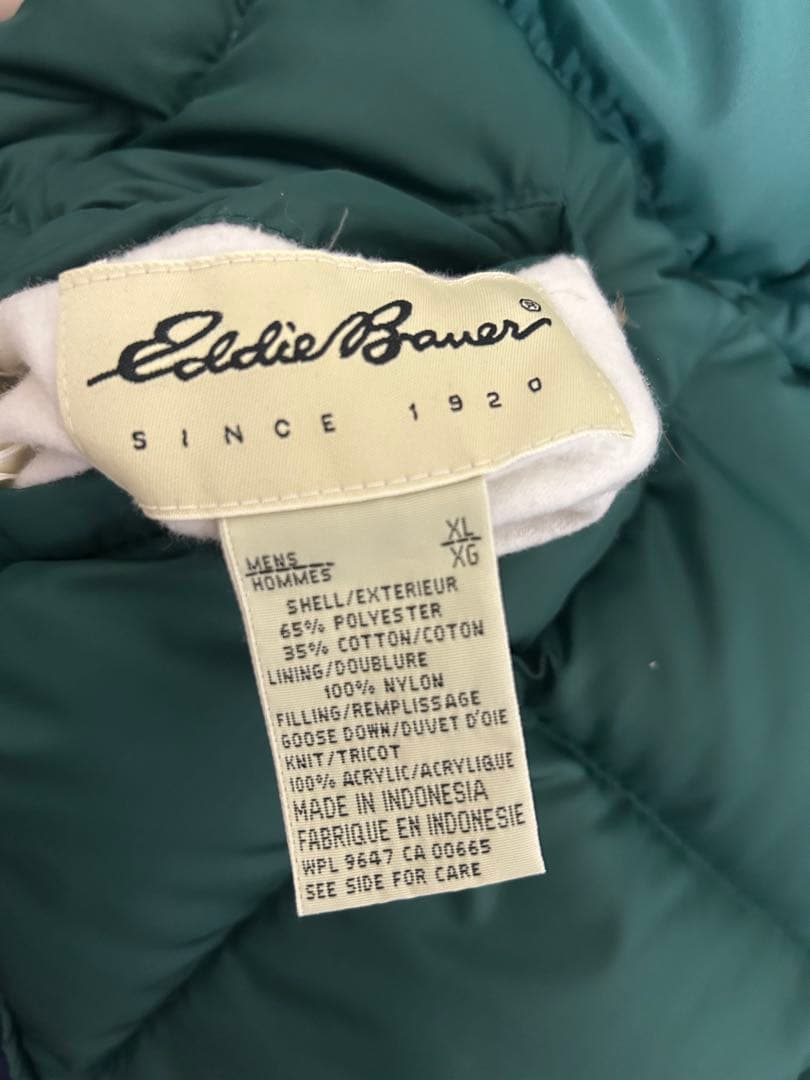 Eddie Bauer®
SINCE 1920
MENS
HOMMES
XL
XG
SHELL/EXTERIEUR
65% POLYESTER
35% COTTON/COTON
LINING/DOUBLURE
100% NYLON
FILLING/REMPLISSAGE
GOOSE DOWN/DUVET D'OIE
KNIT/TRICOT
100% ACRYLIC/ACRYLIQUE
MADE IN INDONESIA
FABRIQUE EN INDONESIE
WPL 9647 CA 00665
SEE SIDE FOR CARE